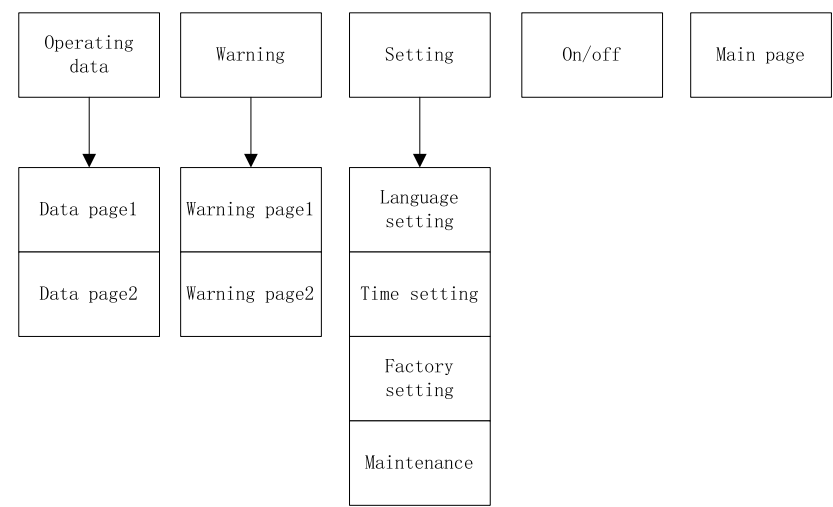 Operating
data
Warning
Setting
On/off
Main page
Data page1
Warning page1
Language
setting
Data page2
Warning page2
Time setting
Factory
setting
Maintenance